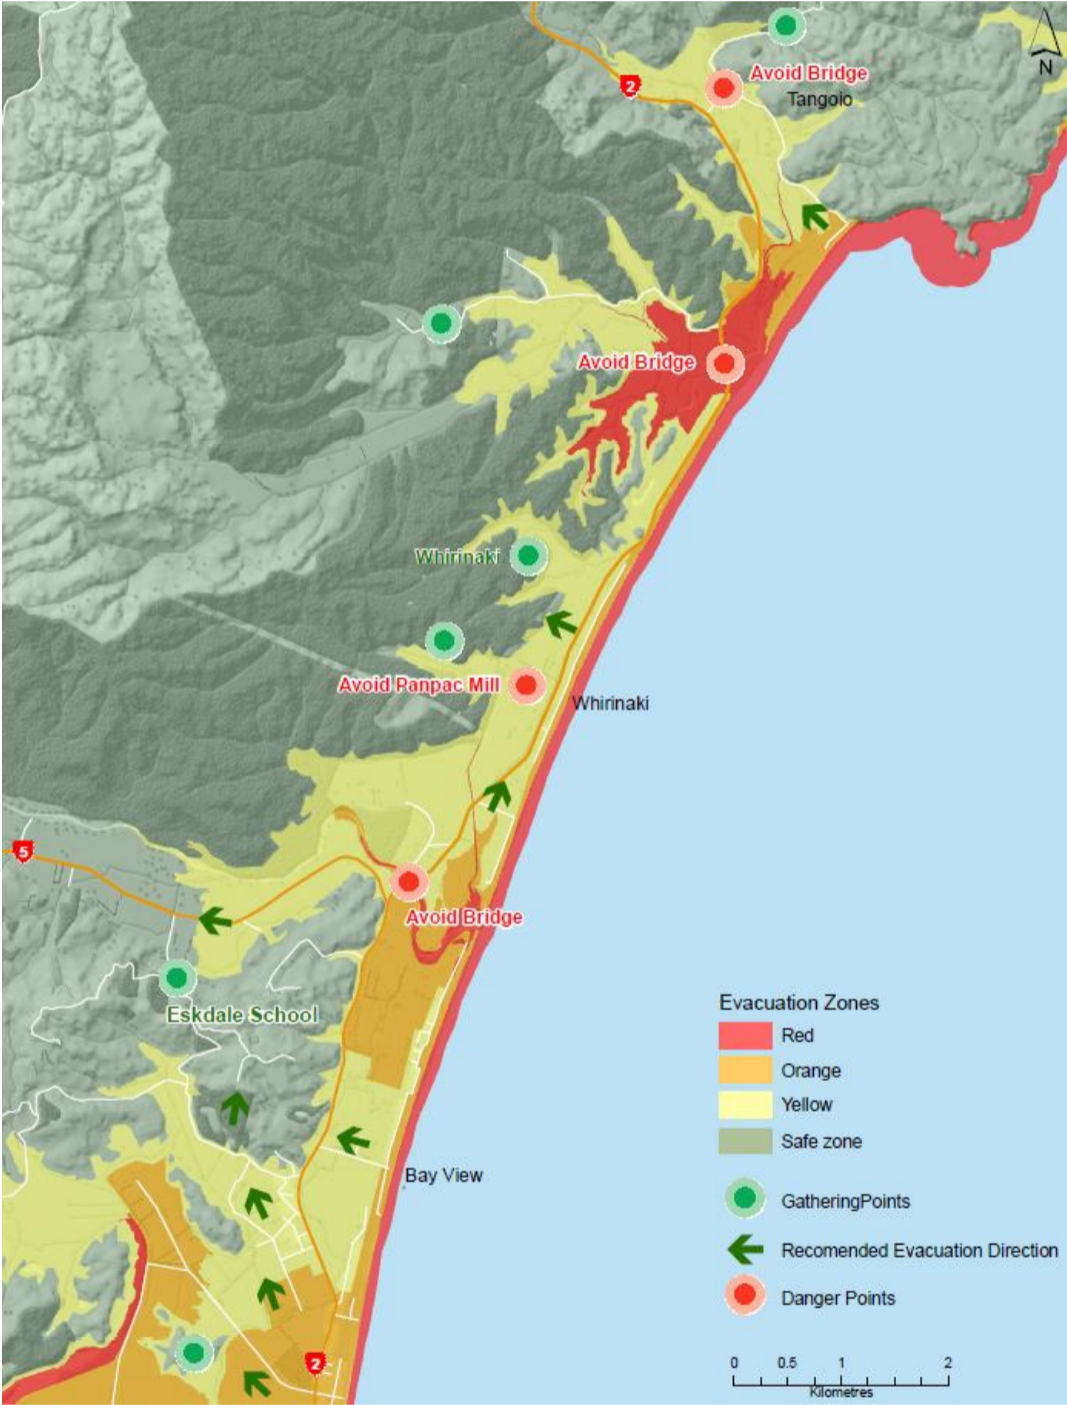 N
Avoid Bridge
2
Tangoio
Avoid Bridge
Whirinaki
Avoid Panpac Mill
Whirinaki
5
Avoid Bridge
Eskdale School
Bay View
2
Evacuation Zones
Red
Orange
Yellow
Safe zone
GatheringPoints
Recomended Evacuation Direction
Danger Points
0 0.5 1 2
Kilometres